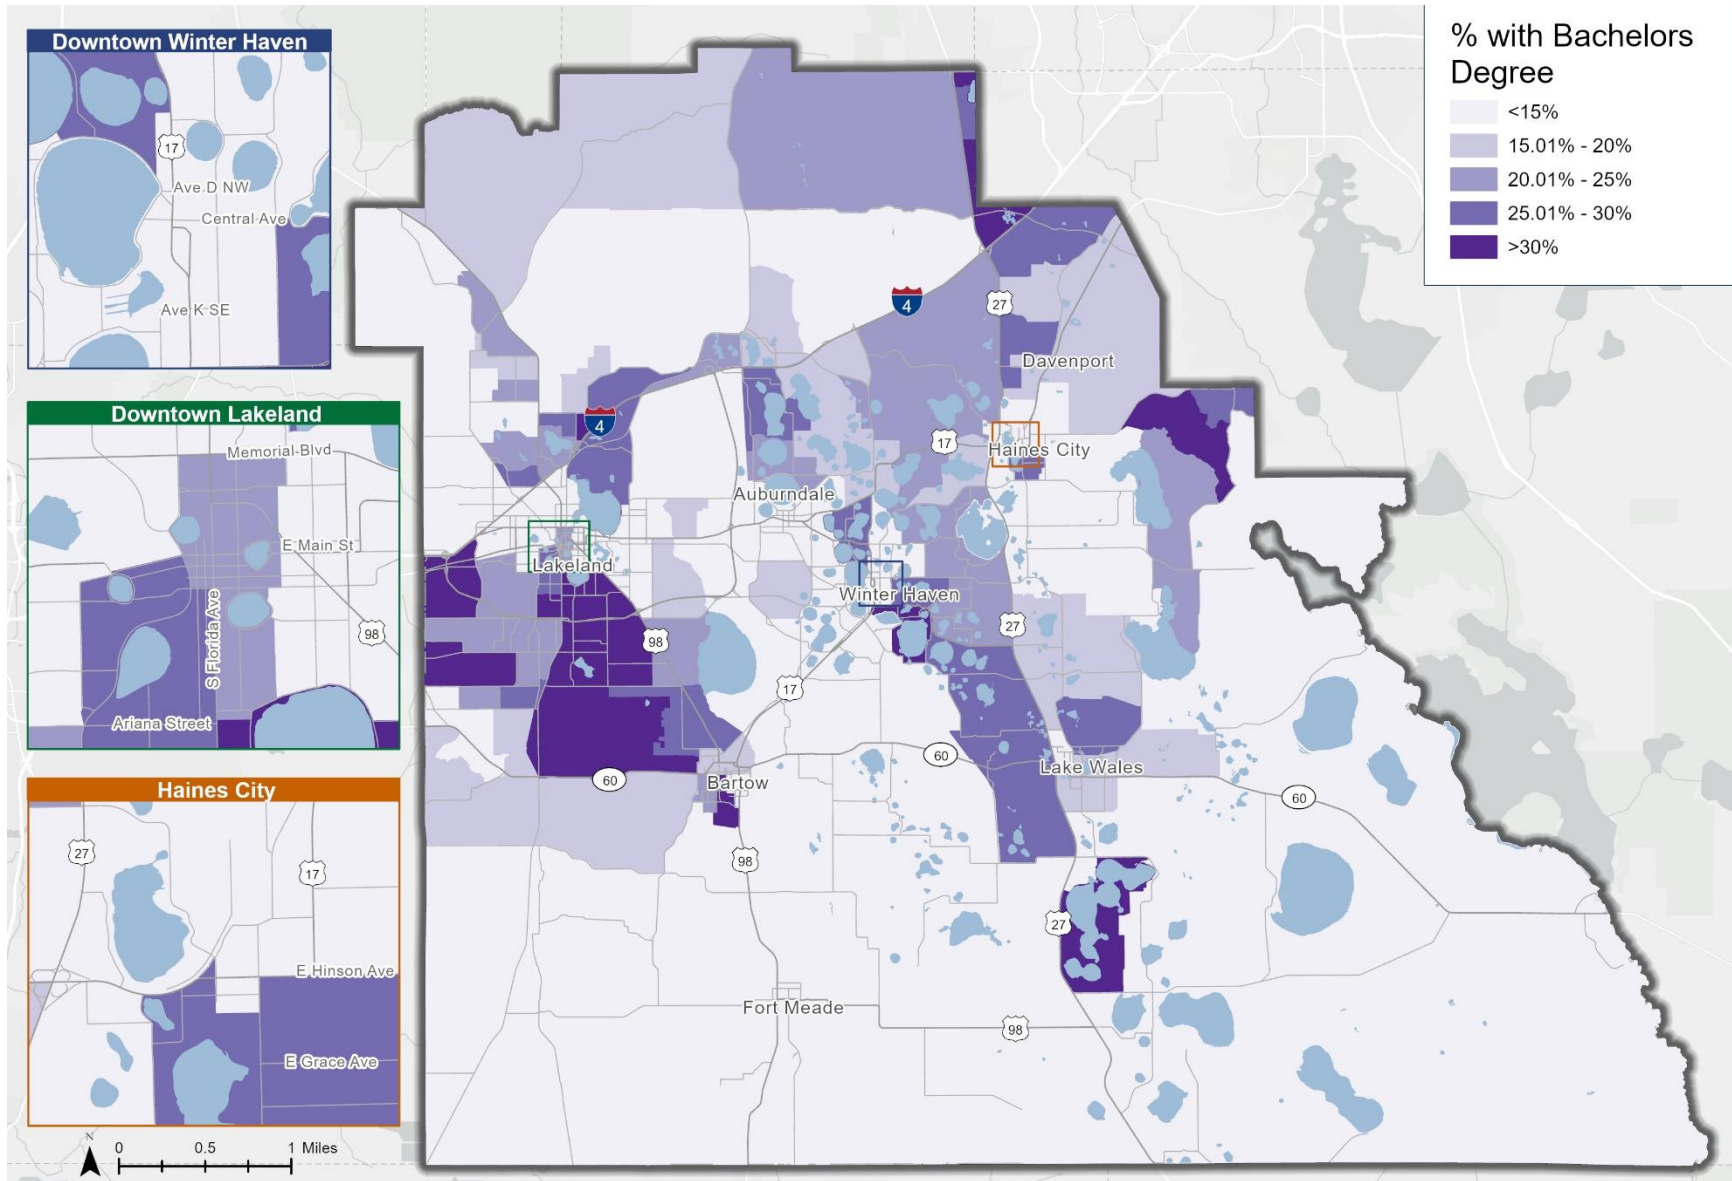 Downtown Winter Haven
17
Ave D NW
Central Ave
Ave K SE
Downtown Lakeland
Memorial Blvd
E Main St
S Florida Ave
98
Ariana Street
Haines City
27
17
E Hinson Ave
E Grace Ave
N
0 0.5 1 Miles
% with Bachelors
Degree
<15%
15.01% - 20%
20.01% - 25%
25.01% - 30%
>30%
4
27
Davenport
4
17
Haines City
Auburndale
Lakeland
Winter Haven
27
98
17
60
Lake Wales
60
Bartow
60
98
27
Fort Meade
98